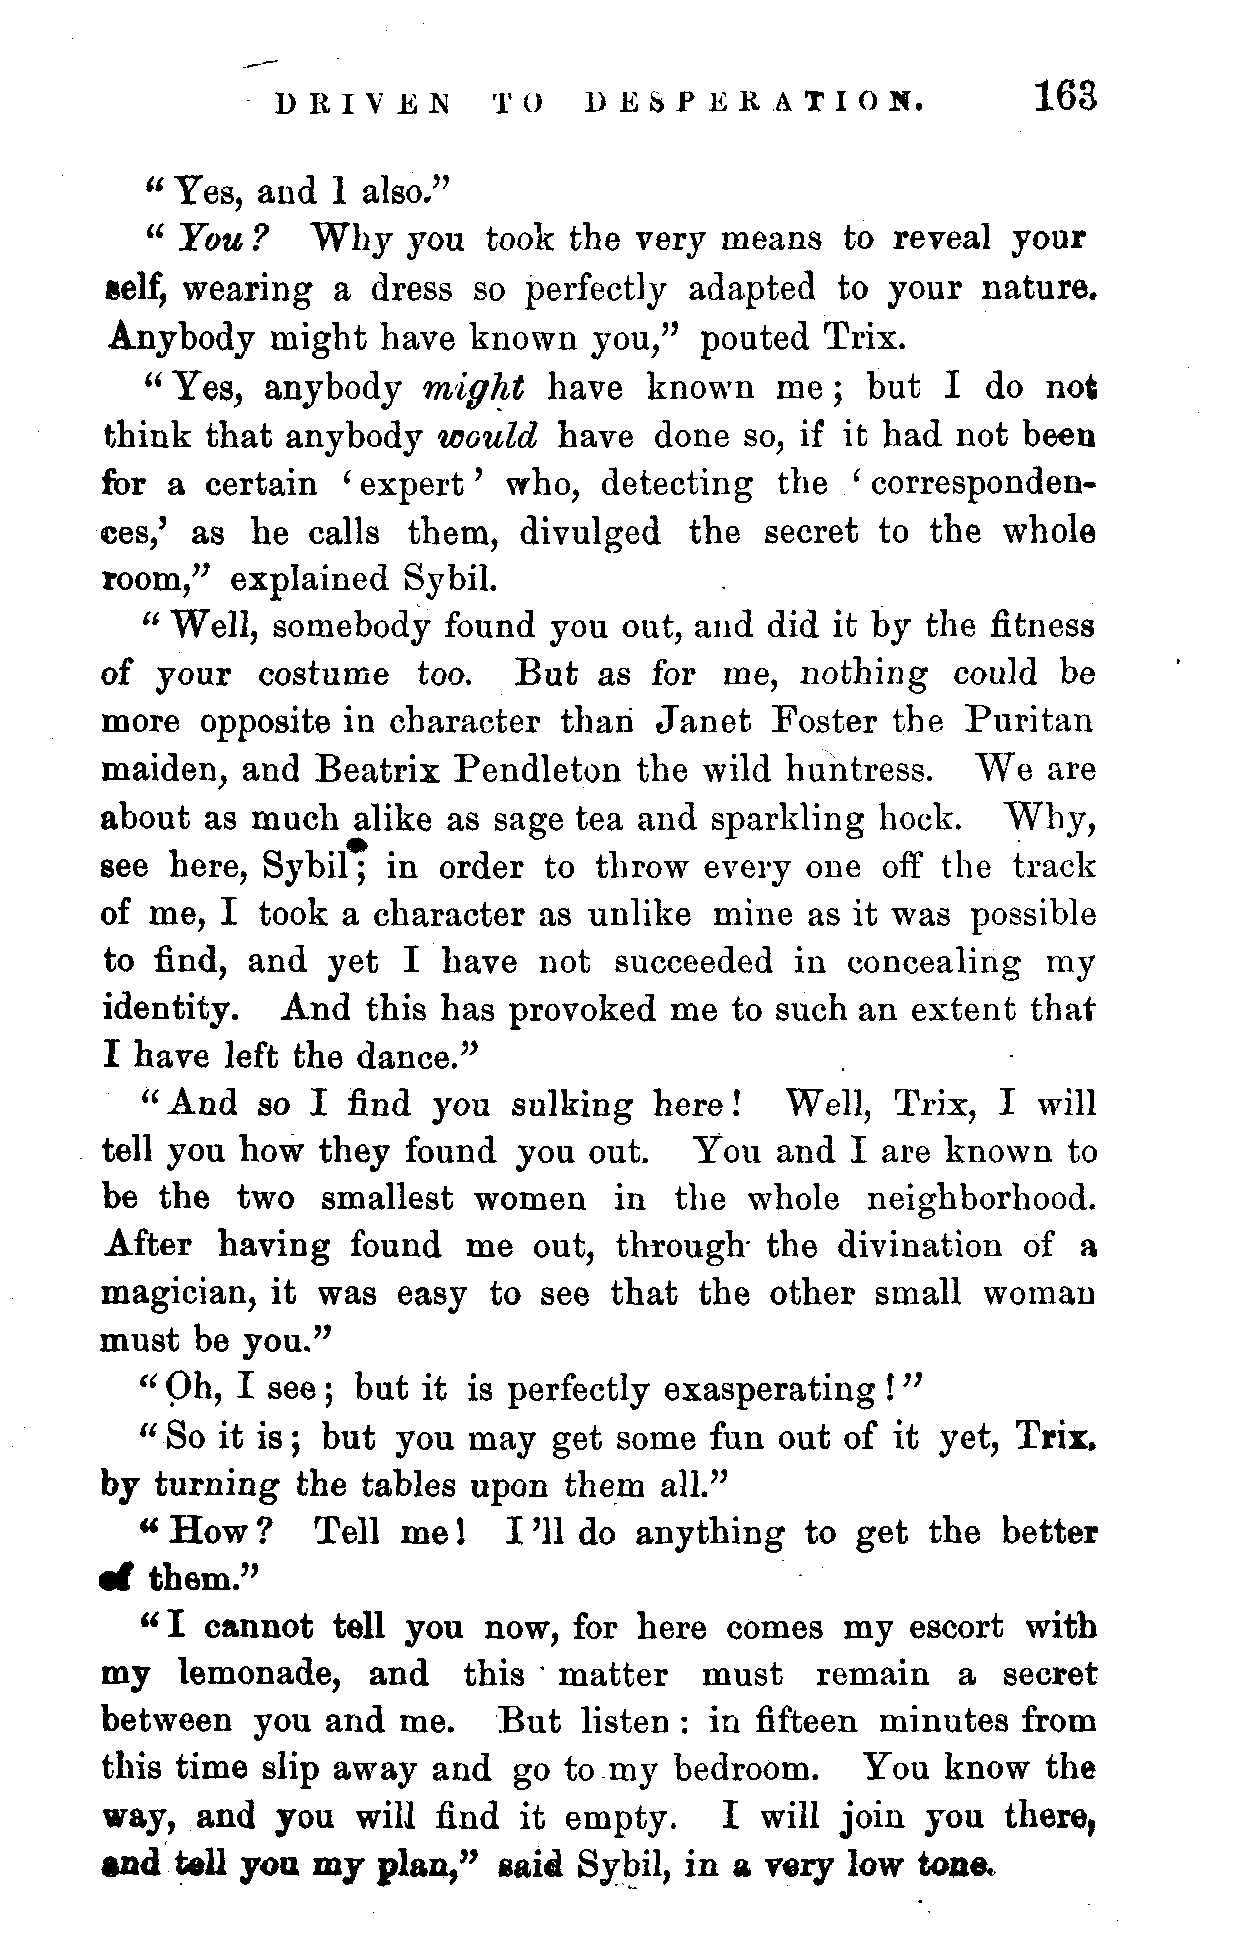 DRIVEN TO DESPERATION. 163
“Yes, and I also.”
“You? Why you took the very means to reveal your
self, wearing a dress so perfectly adapted to your nature.
Anybody might have known you,” pouted Trix.
“Yes, anybody might have known me; but I do not
think that anybody would have done so, if it had not been
for a certain ‘expert’ who, detecting the ‘corresponden-
ces,’ as he calls them, divulged the secret to the whole
room,” explained Sybil.
“Well, somebody found you out, and did it by the fitness
of your costume too. But as for me, nothing could be
more opposite in character than Janet Foster the Puritan
maiden, and Beatrix Pendleton the wild huntress. We are
about as much alike as sage tea and sparkling hock. Why,
see here, Sybil; in order to throw every one off the track
of me, I took a character as unlike mine as it was possible
to find, and yet I have not succeeded in concealing my
identity. And this has provoked me to such an extent that
I have left the dance.”
“And so I find you sulking here! Well, Trix, I will
tell you how they found you out. You and I are known to
be the two smallest women in the whole neighborhood.
After having found me out, through the divination of a
magician, it was easy to see that the other small woman
must be you.”
“Oh, I see; but it is perfectly exasperating!”
“So it is; but you may get some fun out of it yet, Trix.
by turning the tables upon them all.”
“How? Tell me! I’ll do anything to get the better
of them.”
“I cannot tell you now, for here comes my escort with
my lemonade, and this matter must remain a secret
between you and me. But listen: in fifteen minutes from
this time slip away and go to my bedroom. You know the
way, and you will find it empty. I will join you there,
and tell you my plan,” said Sybil, in a very low tone.